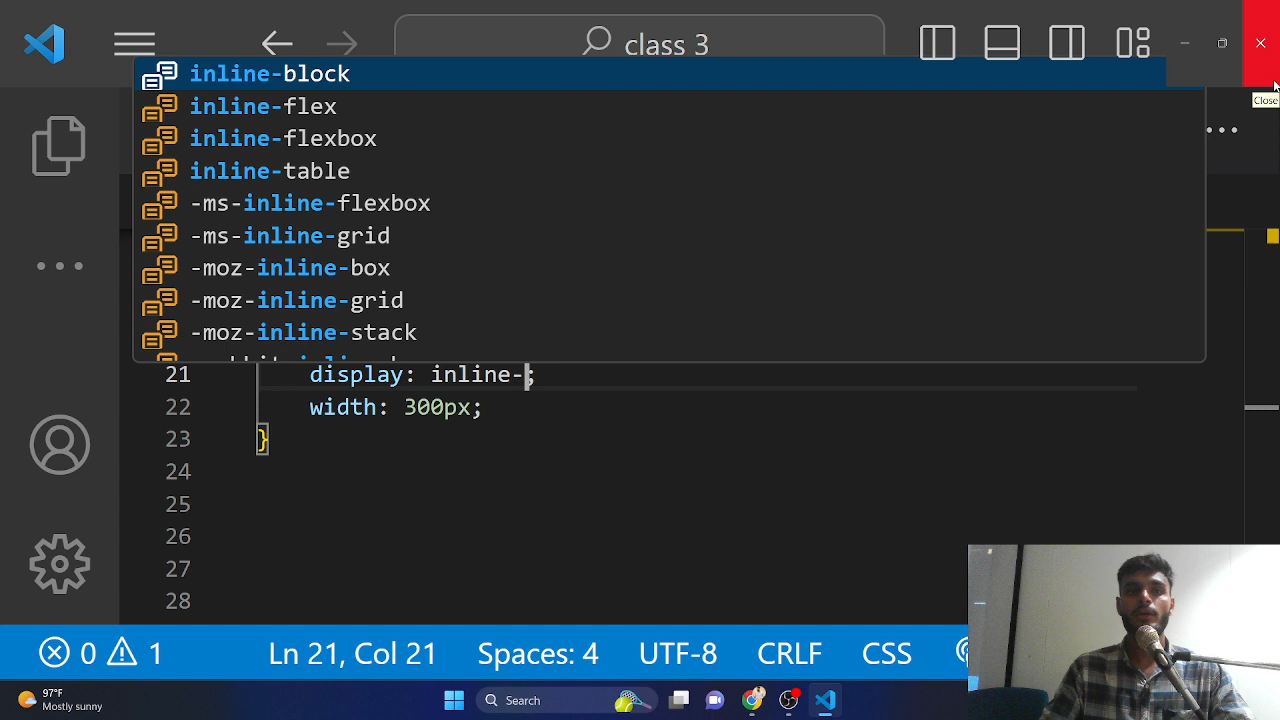 class 3
Close
inline-block
inline-flex
inline-flexbox
inline-table
-ms-inline-flexbox
-ms-inline-grid
-moz-inline-box
-moz-inline-grid
-moz-inline-stack
21 display: inline-;
22 width: 300px;
23 }
24
25
26
27
28
0 1 Ln 21, Col 21 Spaces: 4 UTF-8 CRLF CSS
97°F
Mostly sunny
Search